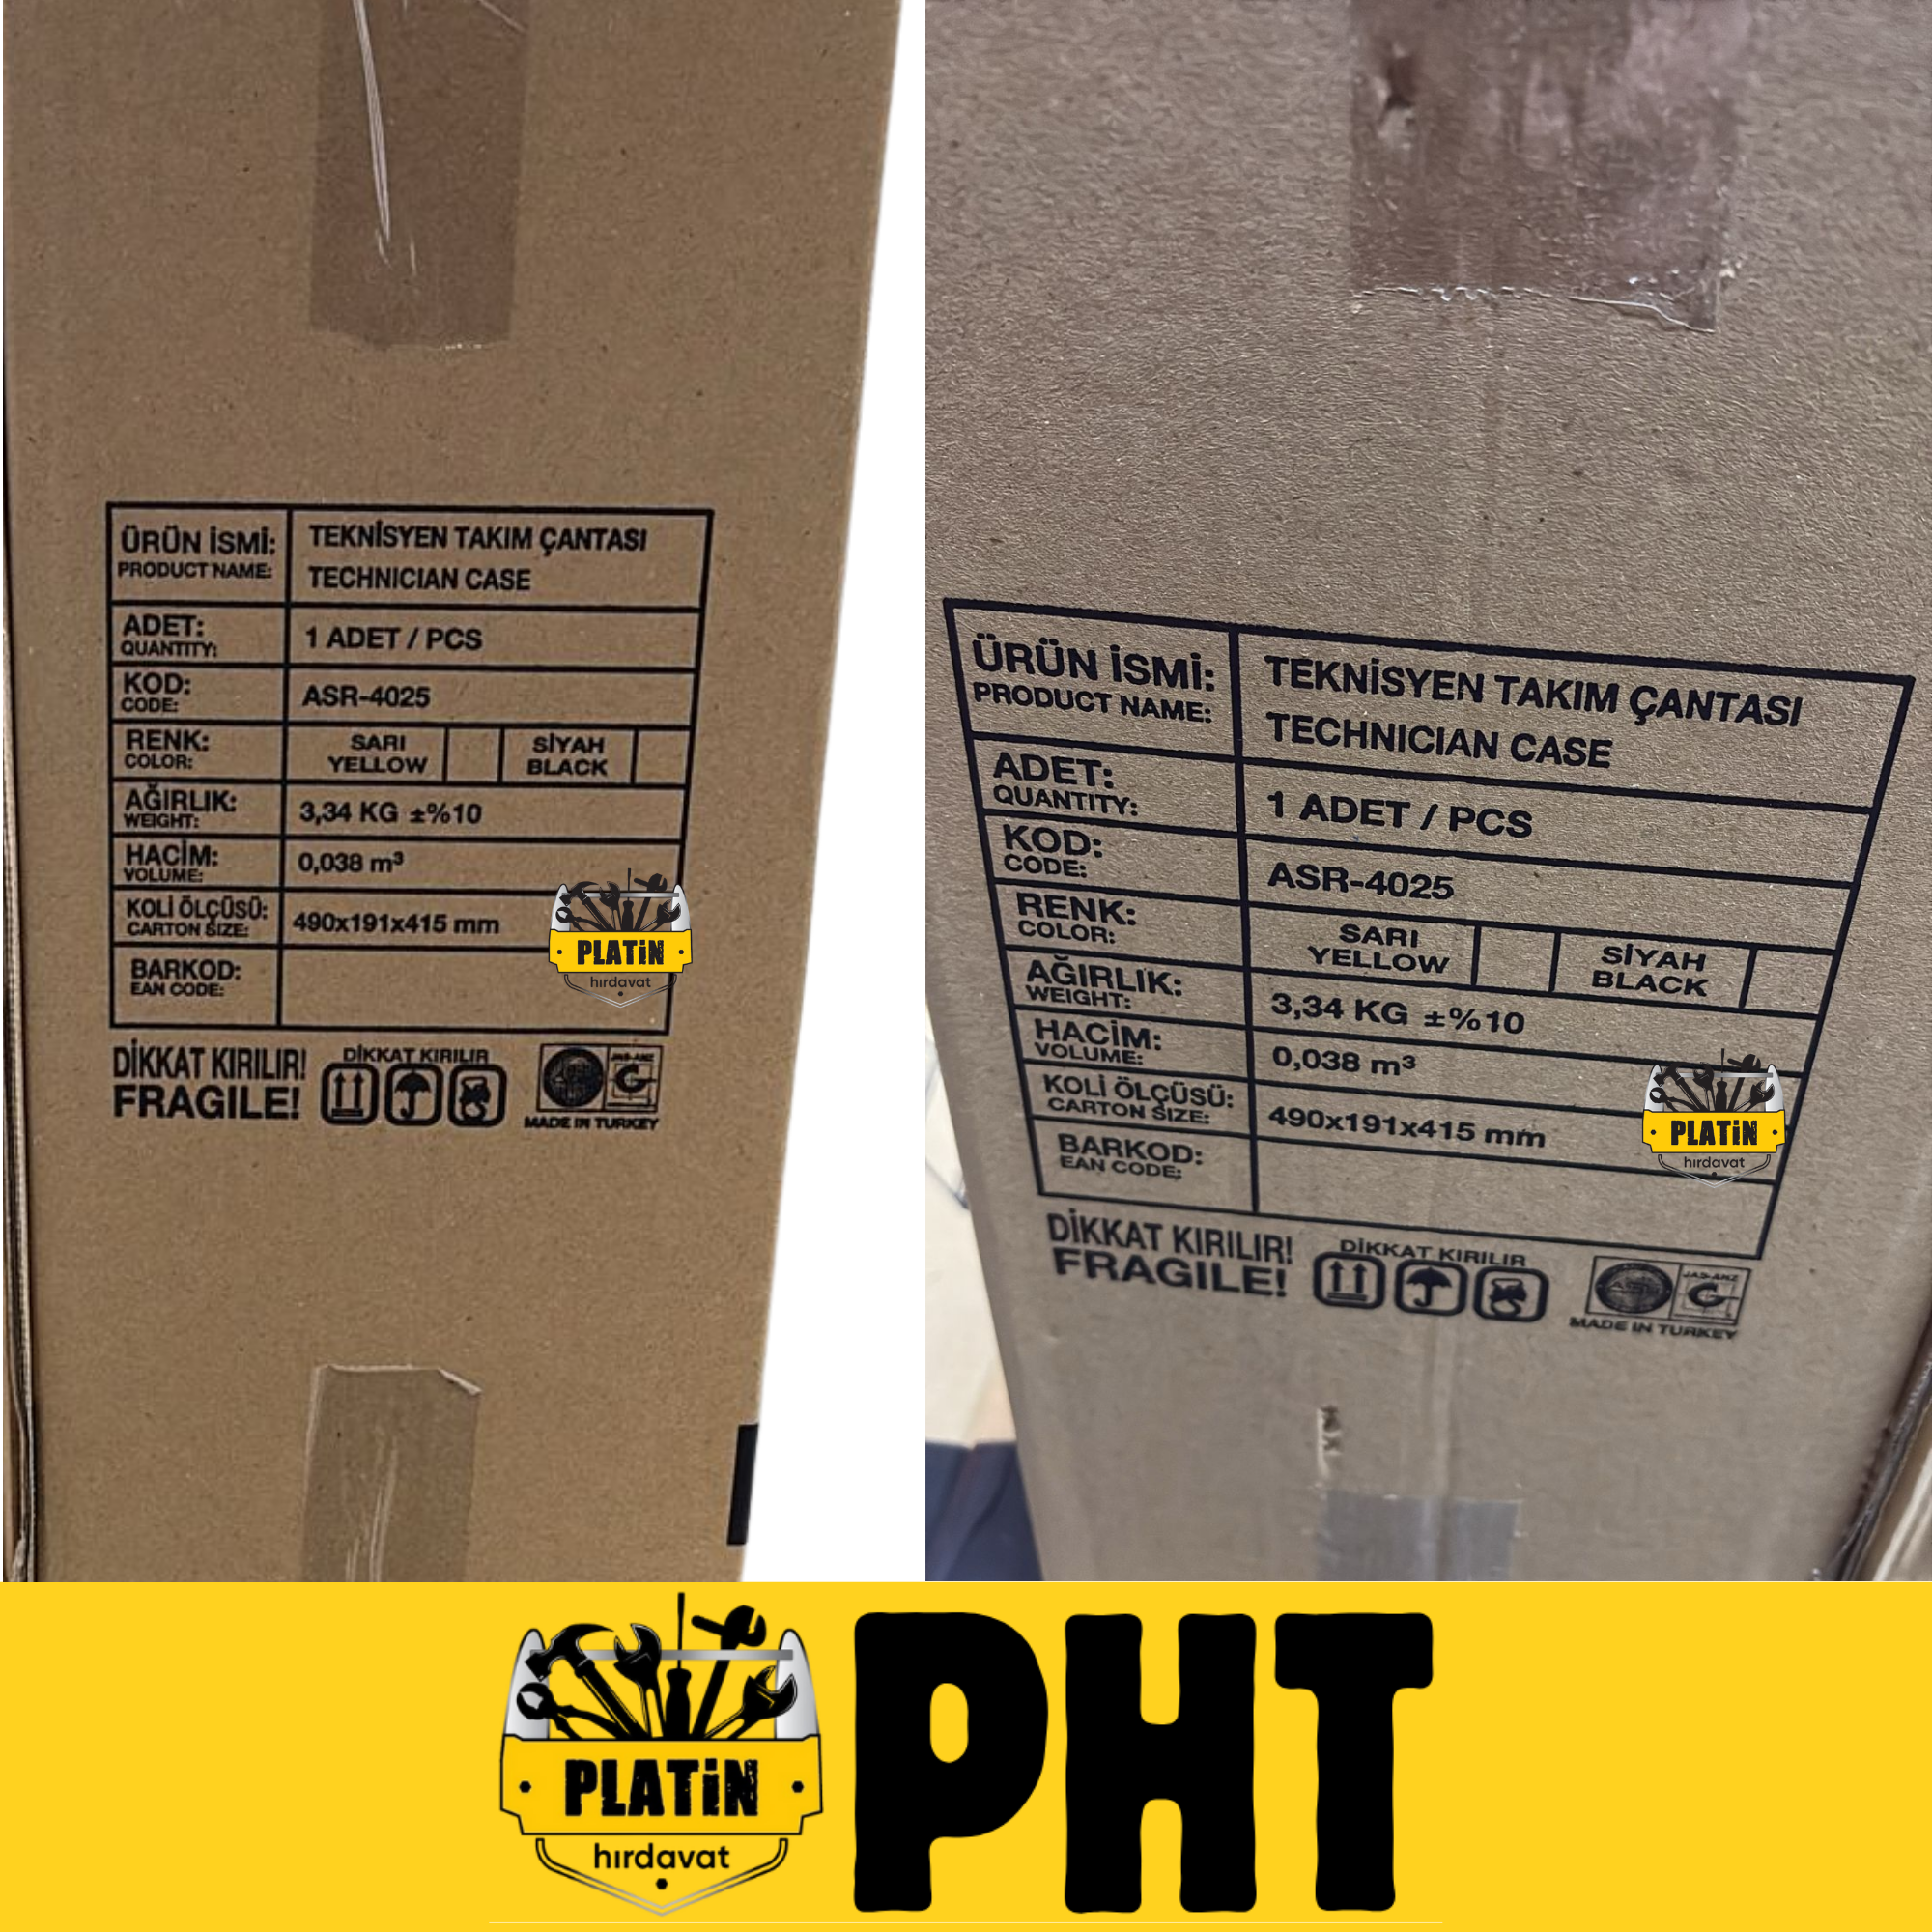 ÜRÜN İSMİ: TEKNİSYEN TAKIM ÇANTASI
PRODUCT NAME: TECHNICIAN CASE
ADET: 1 ADET / PCS
QUANTITY:
KOD: ASR-4025
CODE:
RENK: SARI SİYAH
COLOR: YELLOW BLACK
AĞIRLIK: 3,34 KG ±%10
WEIGHT:
HACİM: 0,038 m³
VOLUME:
KOLİ ÖLÇÜSÜ: 490x191x415 mm
CARTON SIZE:
BARKOD:
EAN CODE:
PLATİN
hırdavat
DİKKAT KIRILIR! DİKKAT KIRILIR JAS-ANZ
FRAGILE!
MADE IN TURKEY
ÜRÜN İSMİ: TEKNİSYEN TAKIM ÇANTASI
PRODUCT NAME: TECHNICIAN CASE
ADET: 1 ADET / PCS
QUANTITY:
KOD: ASR-4025
CODE:
RENK: SARI SİYAH
COLOR: YELLOW BLACK
AĞIRLIK: 3,34 KG ±%10
WEIGHT:
HACİM: 0,038 m³
VOLUME:
KOLİ ÖLÇÜSÜ: 490x191x415 mm
CARTON SIZE:
BARKOD:
EAN CODE:
PLATİN
hırdavat
DİKKAT KIRILIR! DİKKAT KIRILIR JAS-ANZ
FRAGILE!
MADE IN TURKEY
PLATİN
hırdavat
PHT